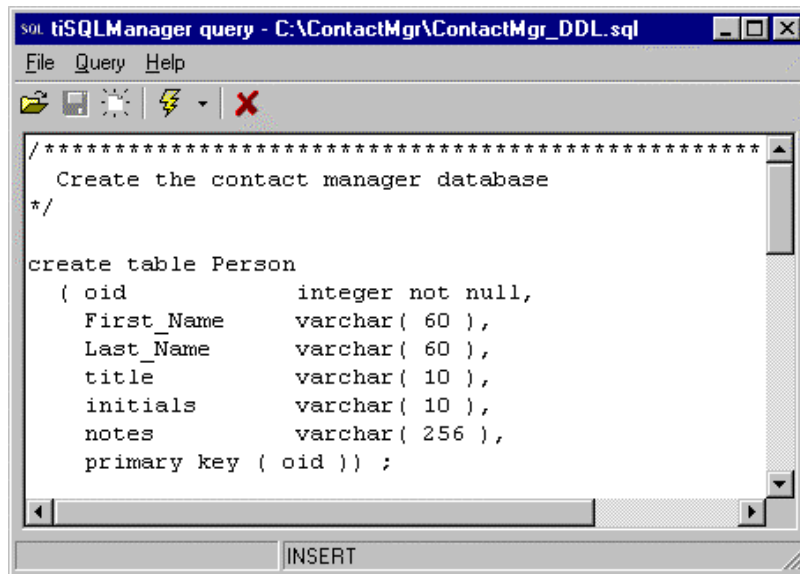 SQL tiSQLManager query - C:\ContactMgr\ContactMgr_DDL.sql
File Query Help
/***************************************************
Create the contact manager database
*/
create table Person
( oid integer not null,
First_Name varchar( 60 ),
Last_Name varchar( 60 ),
title varchar( 10 ),
initials varchar( 10 ),
notes varchar( 256 ),
primary key ( oid )) ;
INSERT